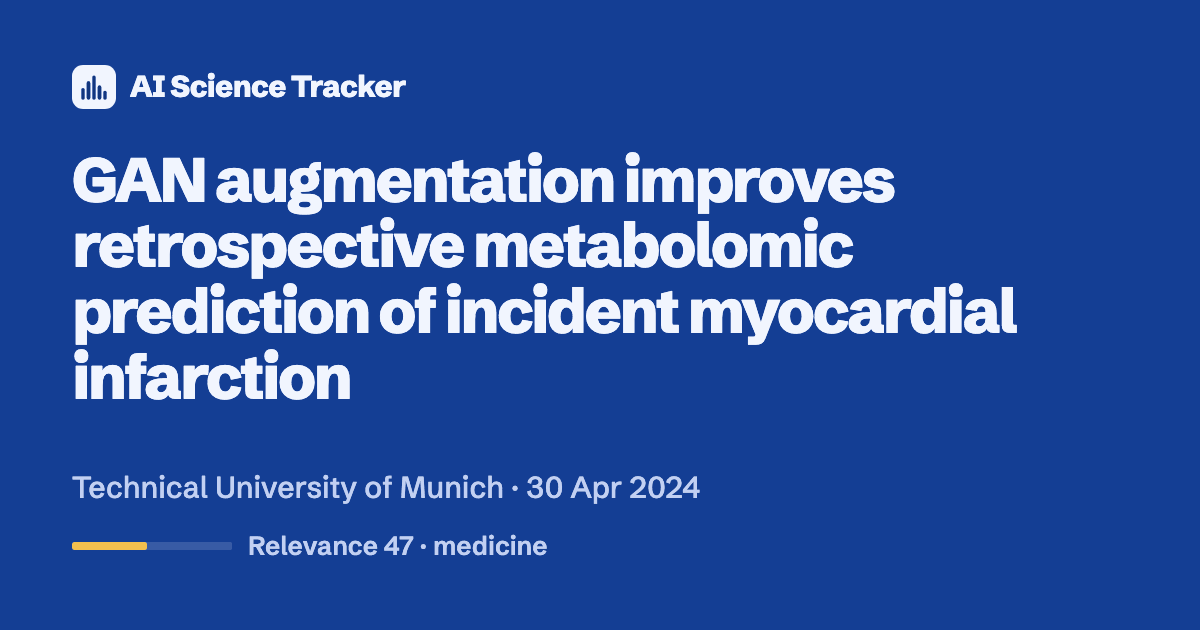 AI Science Tracker
GAN augmentation improves
retrospective metabolomic
prediction of incident myocardial
infarction
Technical University of Munich · 30 Apr 2024
Relevance 47 · medicine